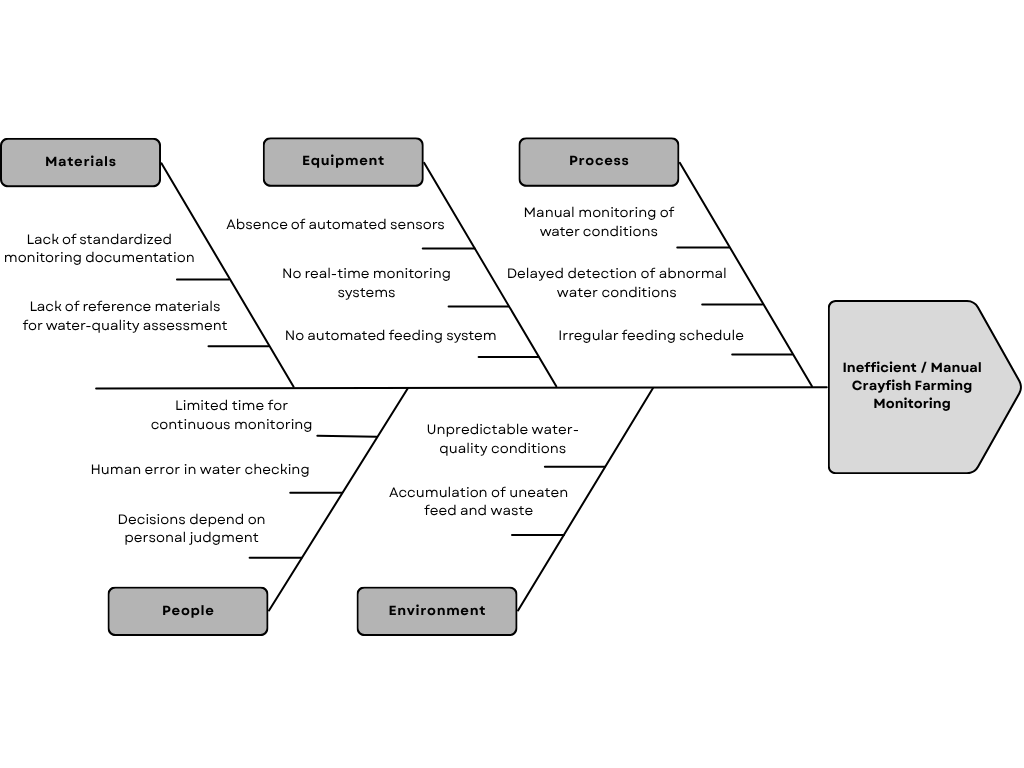 Materials
Equipment
Process
Lack of standardized
monitoring documentation
Lack of reference materials
for water-quality assessment
Absence of automated sensors
No real-time monitoring
systems
No automated feeding system
Manual monitoring of
water conditions
Delayed detection of abnormal
water conditions
Irregular feeding schedule
Inefficient / Manual
Crayfish Farming
Monitoring
Limited time for
continuous monitoring
Human error in water checking
Decisions depend on
personal judgment
Unpredictable water-
quality conditions
Accumulation of uneaten
feed and waste
People
Environment